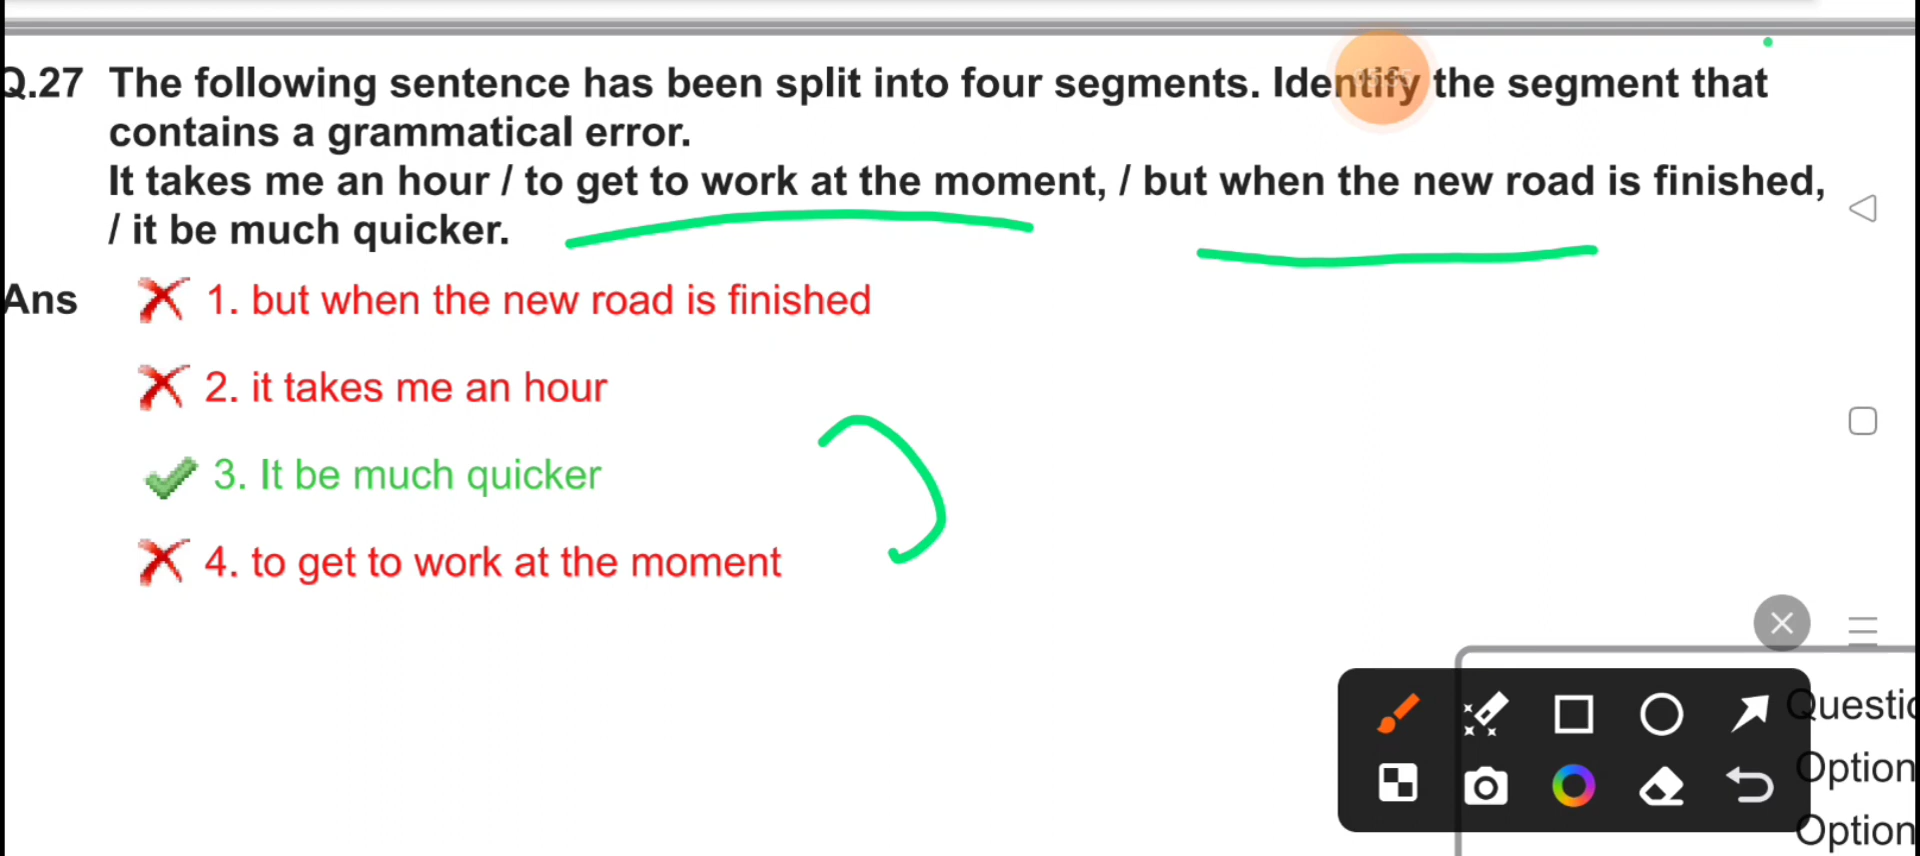 Q.27 The following sentence has been split into four segments. Identify the segment that
contains a grammatical error.
It takes me an hour / to get to work at the moment, / but when the new road is finished,
/ it be much quicker.
Ans 1. but when the new road is finished
2. it takes me an hour
3. It be much quicker
4. to get to work at the moment
Questio
Option
Option